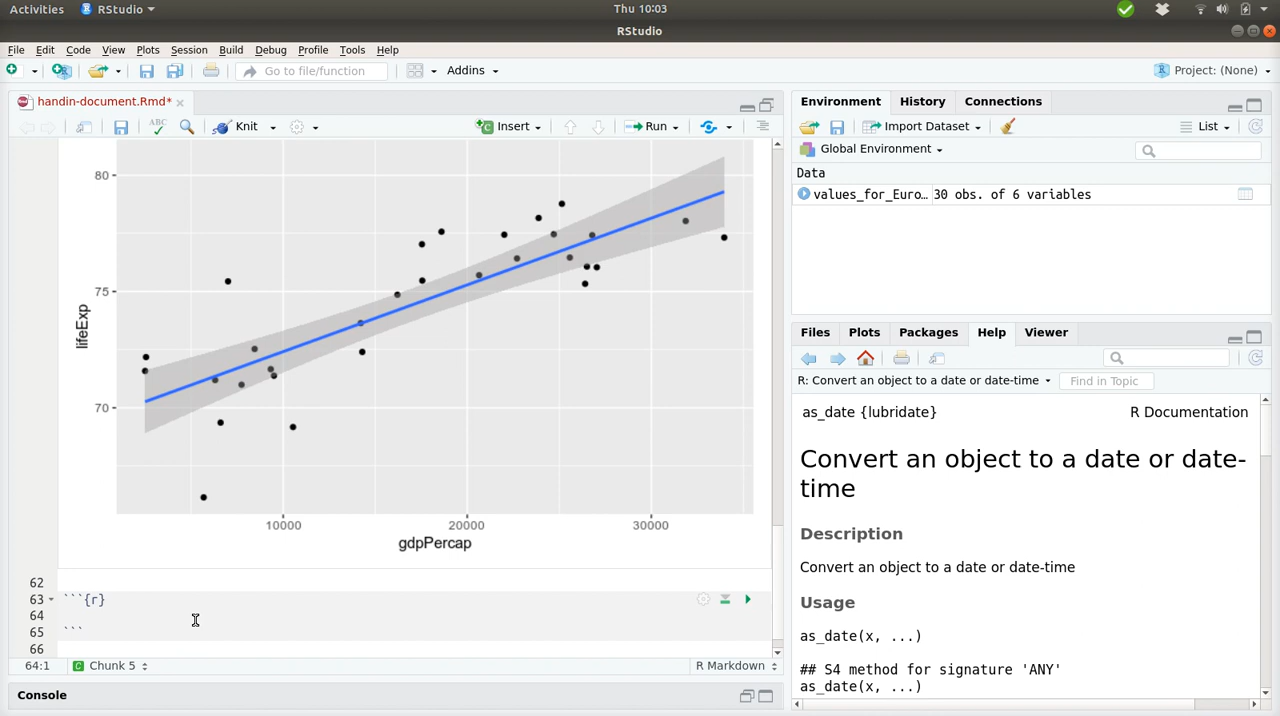 Activities RStudio Thu 10:03
RStudio
File Edit Code View Plots Session Build Debug Profile Tools Help
Go to file/function Addins Project: (None)
handin-document.Rmd*
ABC Knit Insert Run
80
75
70
lifeExp
10000 20000 30000
gdpPercap
62
63 ```{r}
64
65 ```
66
64:1 Chunk 5 R Markdown
Console
Environment History Connections
Import Dataset List
Global Environment
Data
values_for_Euro… 30 obs. of 6 variables
Files Plots Packages Help Viewer
R: Convert an object to a date or date-time Find in Topic
as_date {lubridate} R Documentation
Convert an object to a date or date-
time
Description
Convert an object to a date or date-time
Usage
as_date(x, ...)
## S4 method for signature 'ANY'
as_date(x, ...)